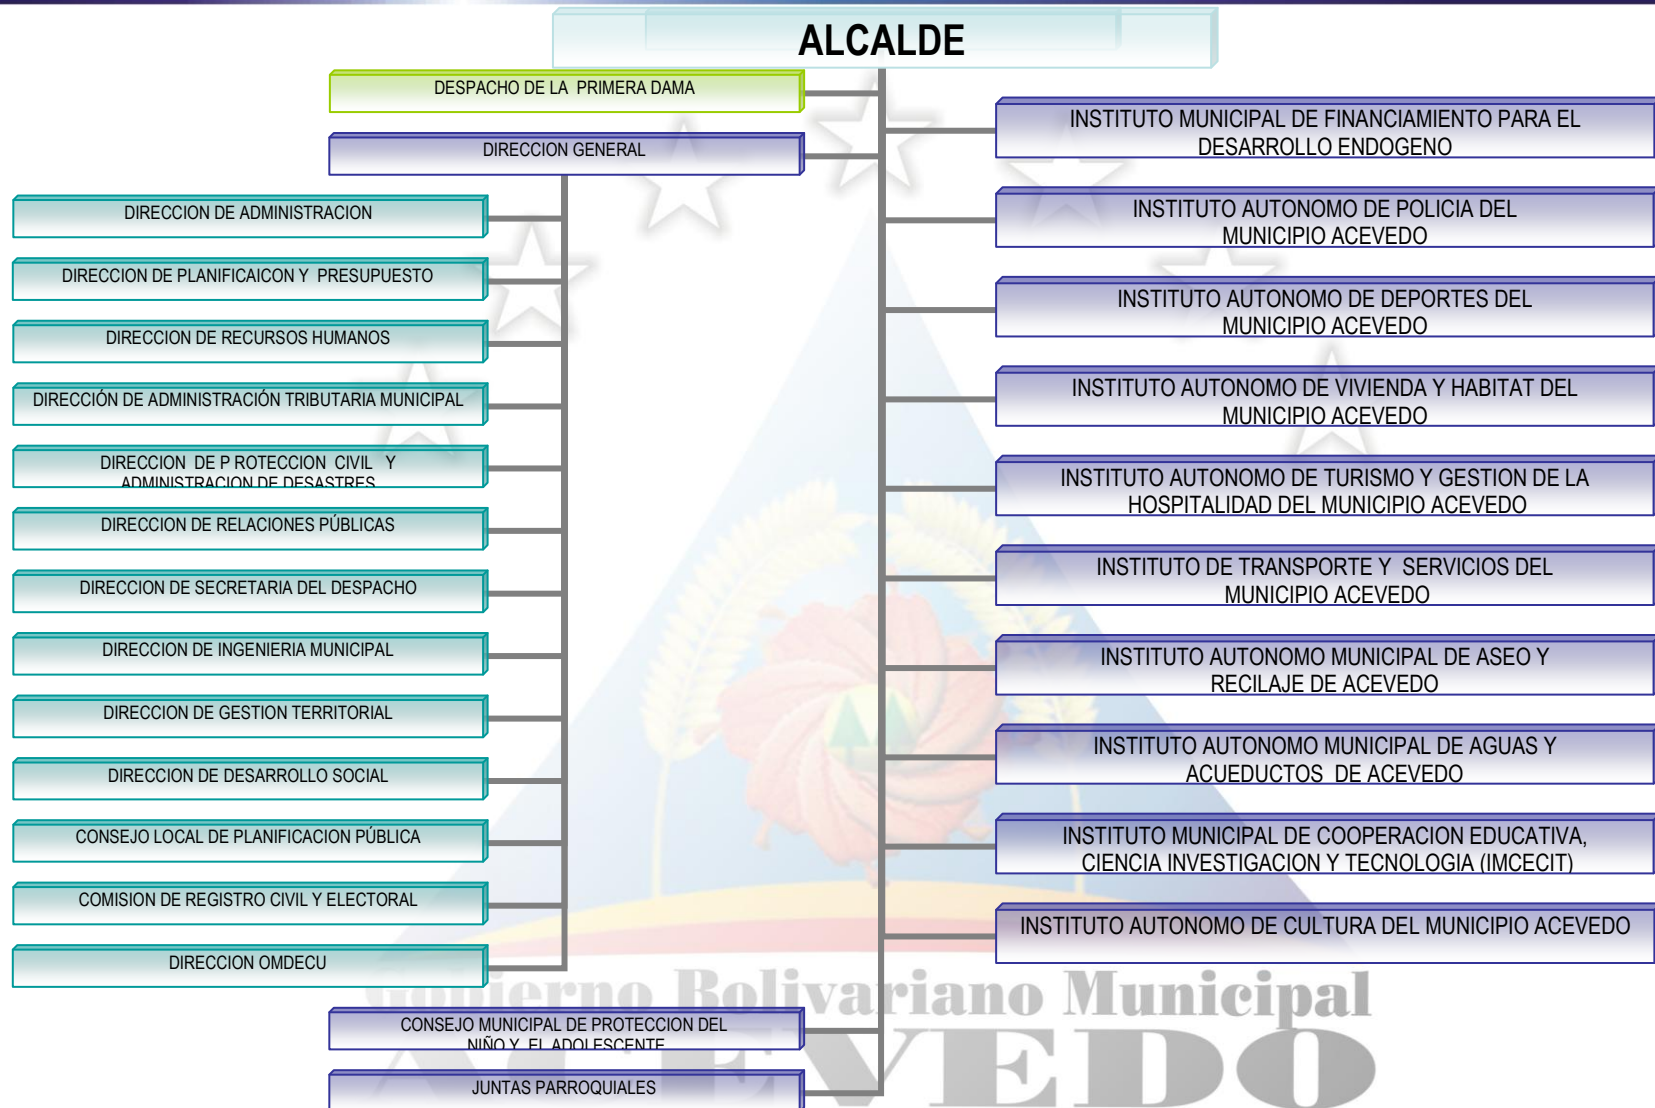 ALCALDE
DESPACHO DE LA PRIMERA DAMA
DIRECCION GENERAL
DIRECCION DE ADMINISTRACION
DIRECCION DE PLANIFICAICON Y PRESUPUESTO
DIRECCION DE RECURSOS HUMANOS
DIRECCIÓN DE ADMINISTRACIÓN TRIBUTARIA MUNICIPAL
DIRECCION DE P ROTECCION CIVIL Y
ADMINISTRACION DE DESASTRES
DIRECCION DE RELACIONES PÚBLICAS
DIRECCION DE SECRETARIA DEL DESPACHO
DIRECCION DE INGENIERIA MUNICIPAL
DIRECCION DE GESTION TERRITORIAL
DIRECCION DE DESARROLLO SOCIAL
CONSEJO LOCAL DE PLANIFICACION PÚBLICA
COMISION DE REGISTRO CIVIL Y ELECTORAL
DIRECCION OMDECU
CONSEJO MUNICIPAL DE PROTECCION DEL
NIÑO Y EL ADOLESCENTE
JUNTAS PARROQUIALES
INSTITUTO MUNICIPAL DE FINANCIAMIENTO PARA EL
DESARROLLO ENDOGENO
INSTITUTO AUTONOMO DE POLICIA DEL
MUNICIPIO ACEVEDO
INSTITUTO AUTONOMO DE DEPORTES DEL
MUNICIPIO ACEVEDO
INSTITUTO AUTONOMO DE VIVIENDA Y HABITAT DEL
MUNICIPIO ACEVEDO
INSTITUTO AUTONOMO DE TURISMO Y GESTION DE LA
HOSPITALIDAD DEL MUNICIPIO ACEVEDO
INSTITUTO DE TRANSPORTE Y SERVICIOS DEL
MUNICIPIO ACEVEDO
INSTITUTO AUTONOMO MUNICIPAL DE ASEO Y
RECILAJE DE ACEVEDO
INSTITUTO AUTONOMO MUNICIPAL DE AGUAS Y
ACUEDUCTOS DE ACEVEDO
INSTITUTO MUNICIPAL DE COOPERACION EDUCATIVA,
CIENCIA INVESTIGACION Y TECNOLOGIA (IMCECIT)
INSTITUTO AUTONOMO DE CULTURA DEL MUNICIPIO ACEVEDO
Gobierno Bolivariano Municipal
ACEVEDO